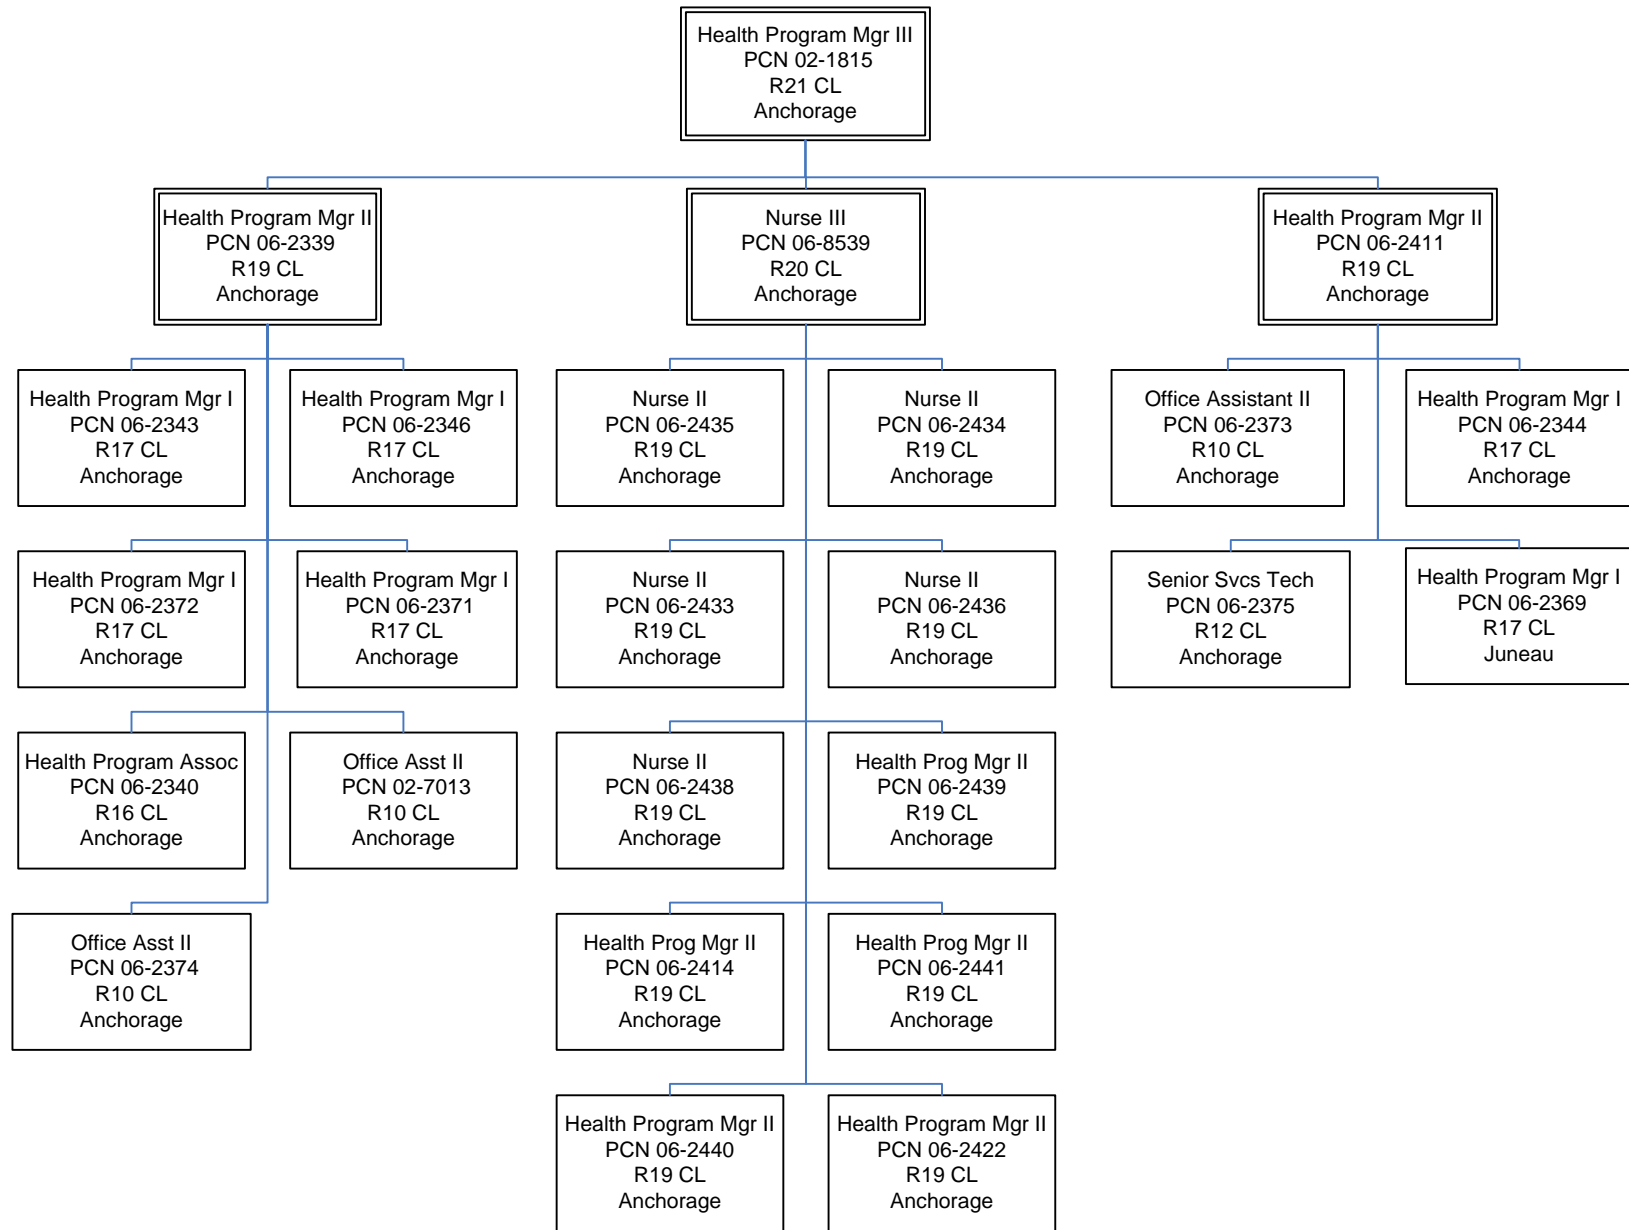 Health Program Mgr III
PCN 02-1815
R21 CL
Anchorage
Health Program Mgr II
PCN 06-2339
R19 CL
Anchorage
Nurse III
PCN 06-8539
R20 CL
Anchorage
Health Program Mgr II
PCN 06-2411
R19 CL
Anchorage
Health Program Mgr I
PCN 06-2343
R17 CL
Anchorage
Health Program Mgr I
PCN 06-2346
R17 CL
Anchorage
Nurse II
PCN 06-2435
R19 CL
Anchorage
Nurse II
PCN 06-2434
R19 CL
Anchorage
Office Assistant II
PCN 06-2373
R10 CL
Anchorage
Health Program Mgr I
PCN 06-2344
R17 CL
Anchorage
Health Program Mgr I
PCN 06-2372
R17 CL
Anchorage
Health Program Mgr I
PCN 06-2371
R17 CL
Anchorage
Nurse II
PCN 06-2433
R19 CL
Anchorage
Nurse II
PCN 06-2436
R19 CL
Anchorage
Senior Svcs Tech
PCN 06-2375
R12 CL
Anchorage
Health Program Mgr I
PCN 06-2369
R17 CL
Juneau
Health Program Assoc
PCN 06-2340
R16 CL
Anchorage
Office Asst II
PCN 02-7013
R10 CL
Anchorage
Nurse II
PCN 06-2438
R19 CL
Anchorage
Health Prog Mgr II
PCN 06-2439
R19 CL
Anchorage
Office Asst II
PCN 06-2374
R10 CL
Anchorage
Health Prog Mgr II
PCN 06-2414
R19 CL
Anchorage
Health Prog Mgr II
PCN 06-2441
R19 CL
Anchorage
Health Program Mgr II
PCN 06-2440
R19 CL
Anchorage
Health Program Mgr II
PCN 06-2422
R19 CL
Anchorage